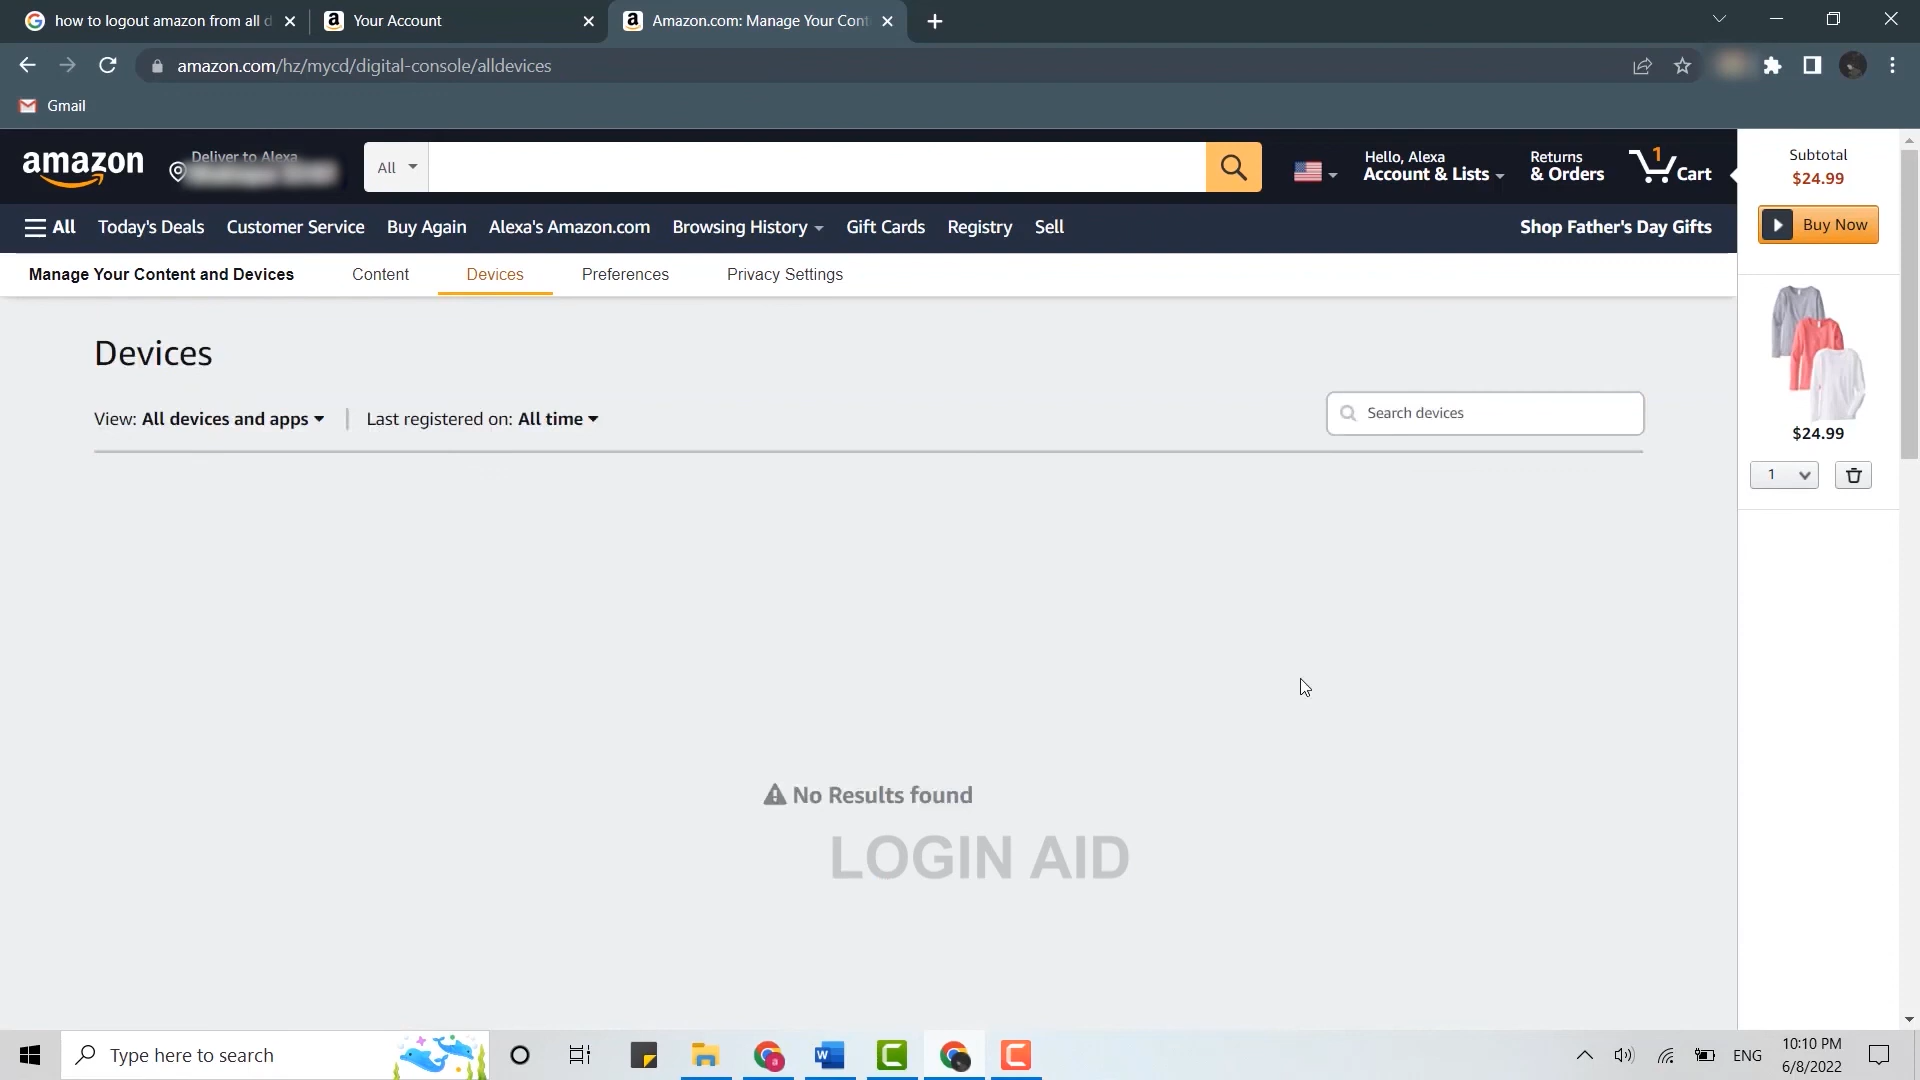 how to logout amazon from all d
Your Account
Amazon.com: Manage Your Cont
amazon.com/hz/mycd/digital-console/alldevices
Gmail
amazon
Deliver to Alexa
All
Hello, Alexa
Account & Lists
Returns
& Orders
1
Cart
All
Today's Deals
Customer Service
Buy Again
Alexa's Amazon.com
Browsing History
Gift Cards
Registry
Sell
Shop Father's Day Gifts
Subtotal
$24.99
Buy Now
$24.99
1
Manage Your Content and Devices
Content
Devices
Preferences
Privacy Settings
Devices
View: All devices and apps
Last registered on: All time
Search devices
No Results found
LOGIN AID
Type here to search
ENG
10:10 PM
6/8/2022